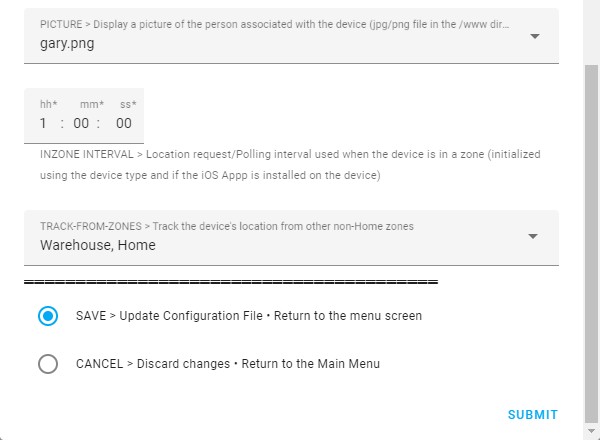 PICTURE > Display a picture of the person associated with the device (jpg/png file in the /www dir...
gary.png
hh* mm* ss*
1 : 00 : 00
INZONE INTERVAL > Location request/Polling interval used when the device is in a zone (initialized
using the device type and if the iOS Appp is installed on the device)
TRACK-FROM-ZONES > Track the device's location from other non-Home zones
Warehouse, Home
SAVE > Update Configuration File • Return to the menu screen
CANCEL > Discard changes • Return to the Main Menu
SUBMIT